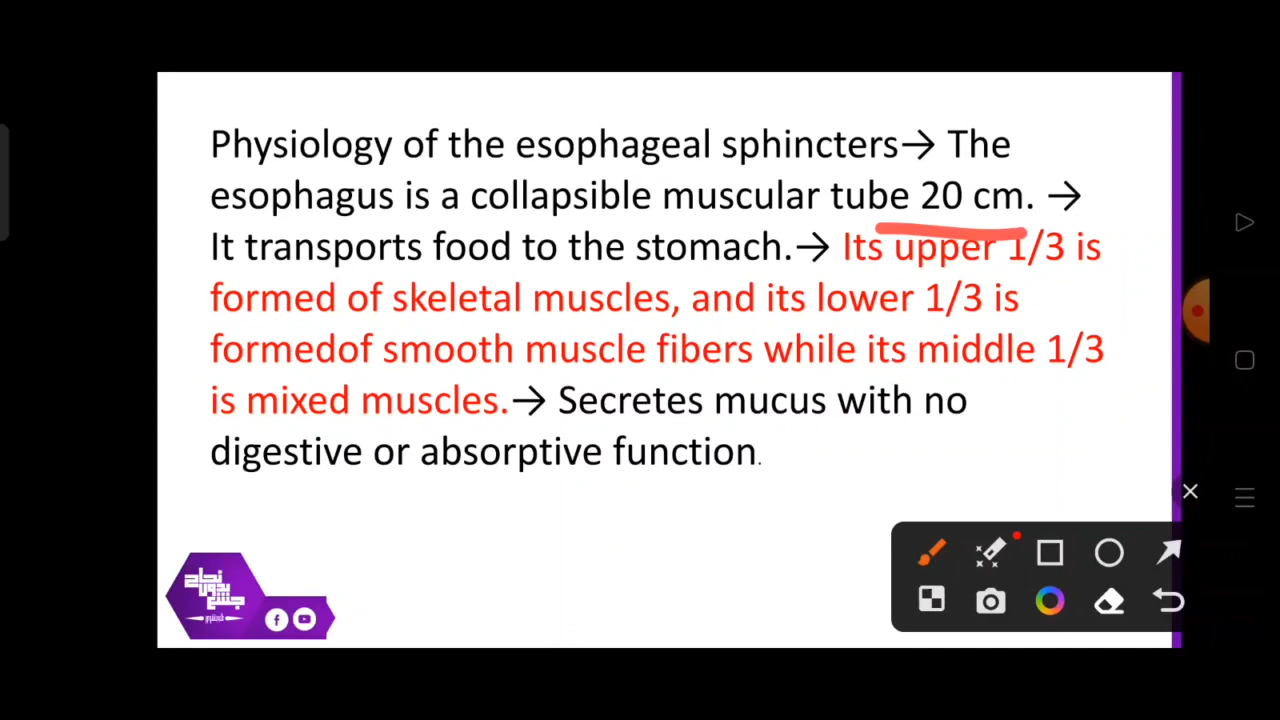 Physiology of the esophageal sphincters→ The
esophagus is a collapsible muscular tube 20 cm. →
It transports food to the stomach.→ Its upper 1/3 is
formed of skeletal muscles, and its lower 1/3 is
formedof smooth muscle fibers while its middle 1/3
is mixed muscles.→ Secretes mucus with no
digestive or absorptive function.
نجاح
بدون